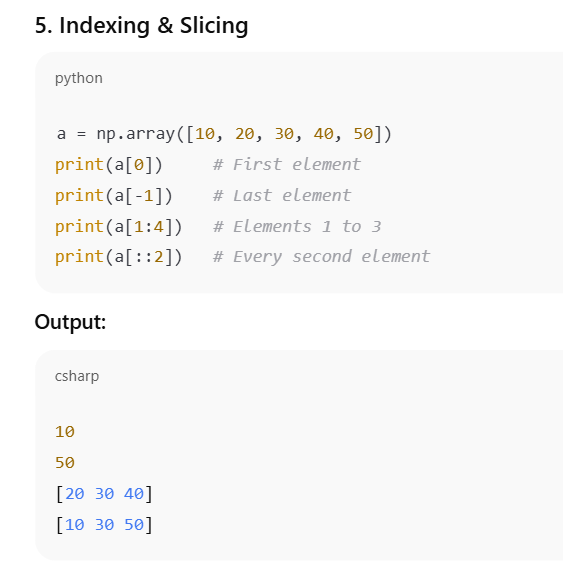 5. Indexing & Slicing
python
a = np.array([10, 20, 30, 40, 50])
print(a[0])     # First element
print(a[-1])    # Last element
print(a[1:4])   # Elements 1 to 3
print(a[::2])   # Every second element
Output:
csharp
10
50
[20 30 40]
[10 30 50]